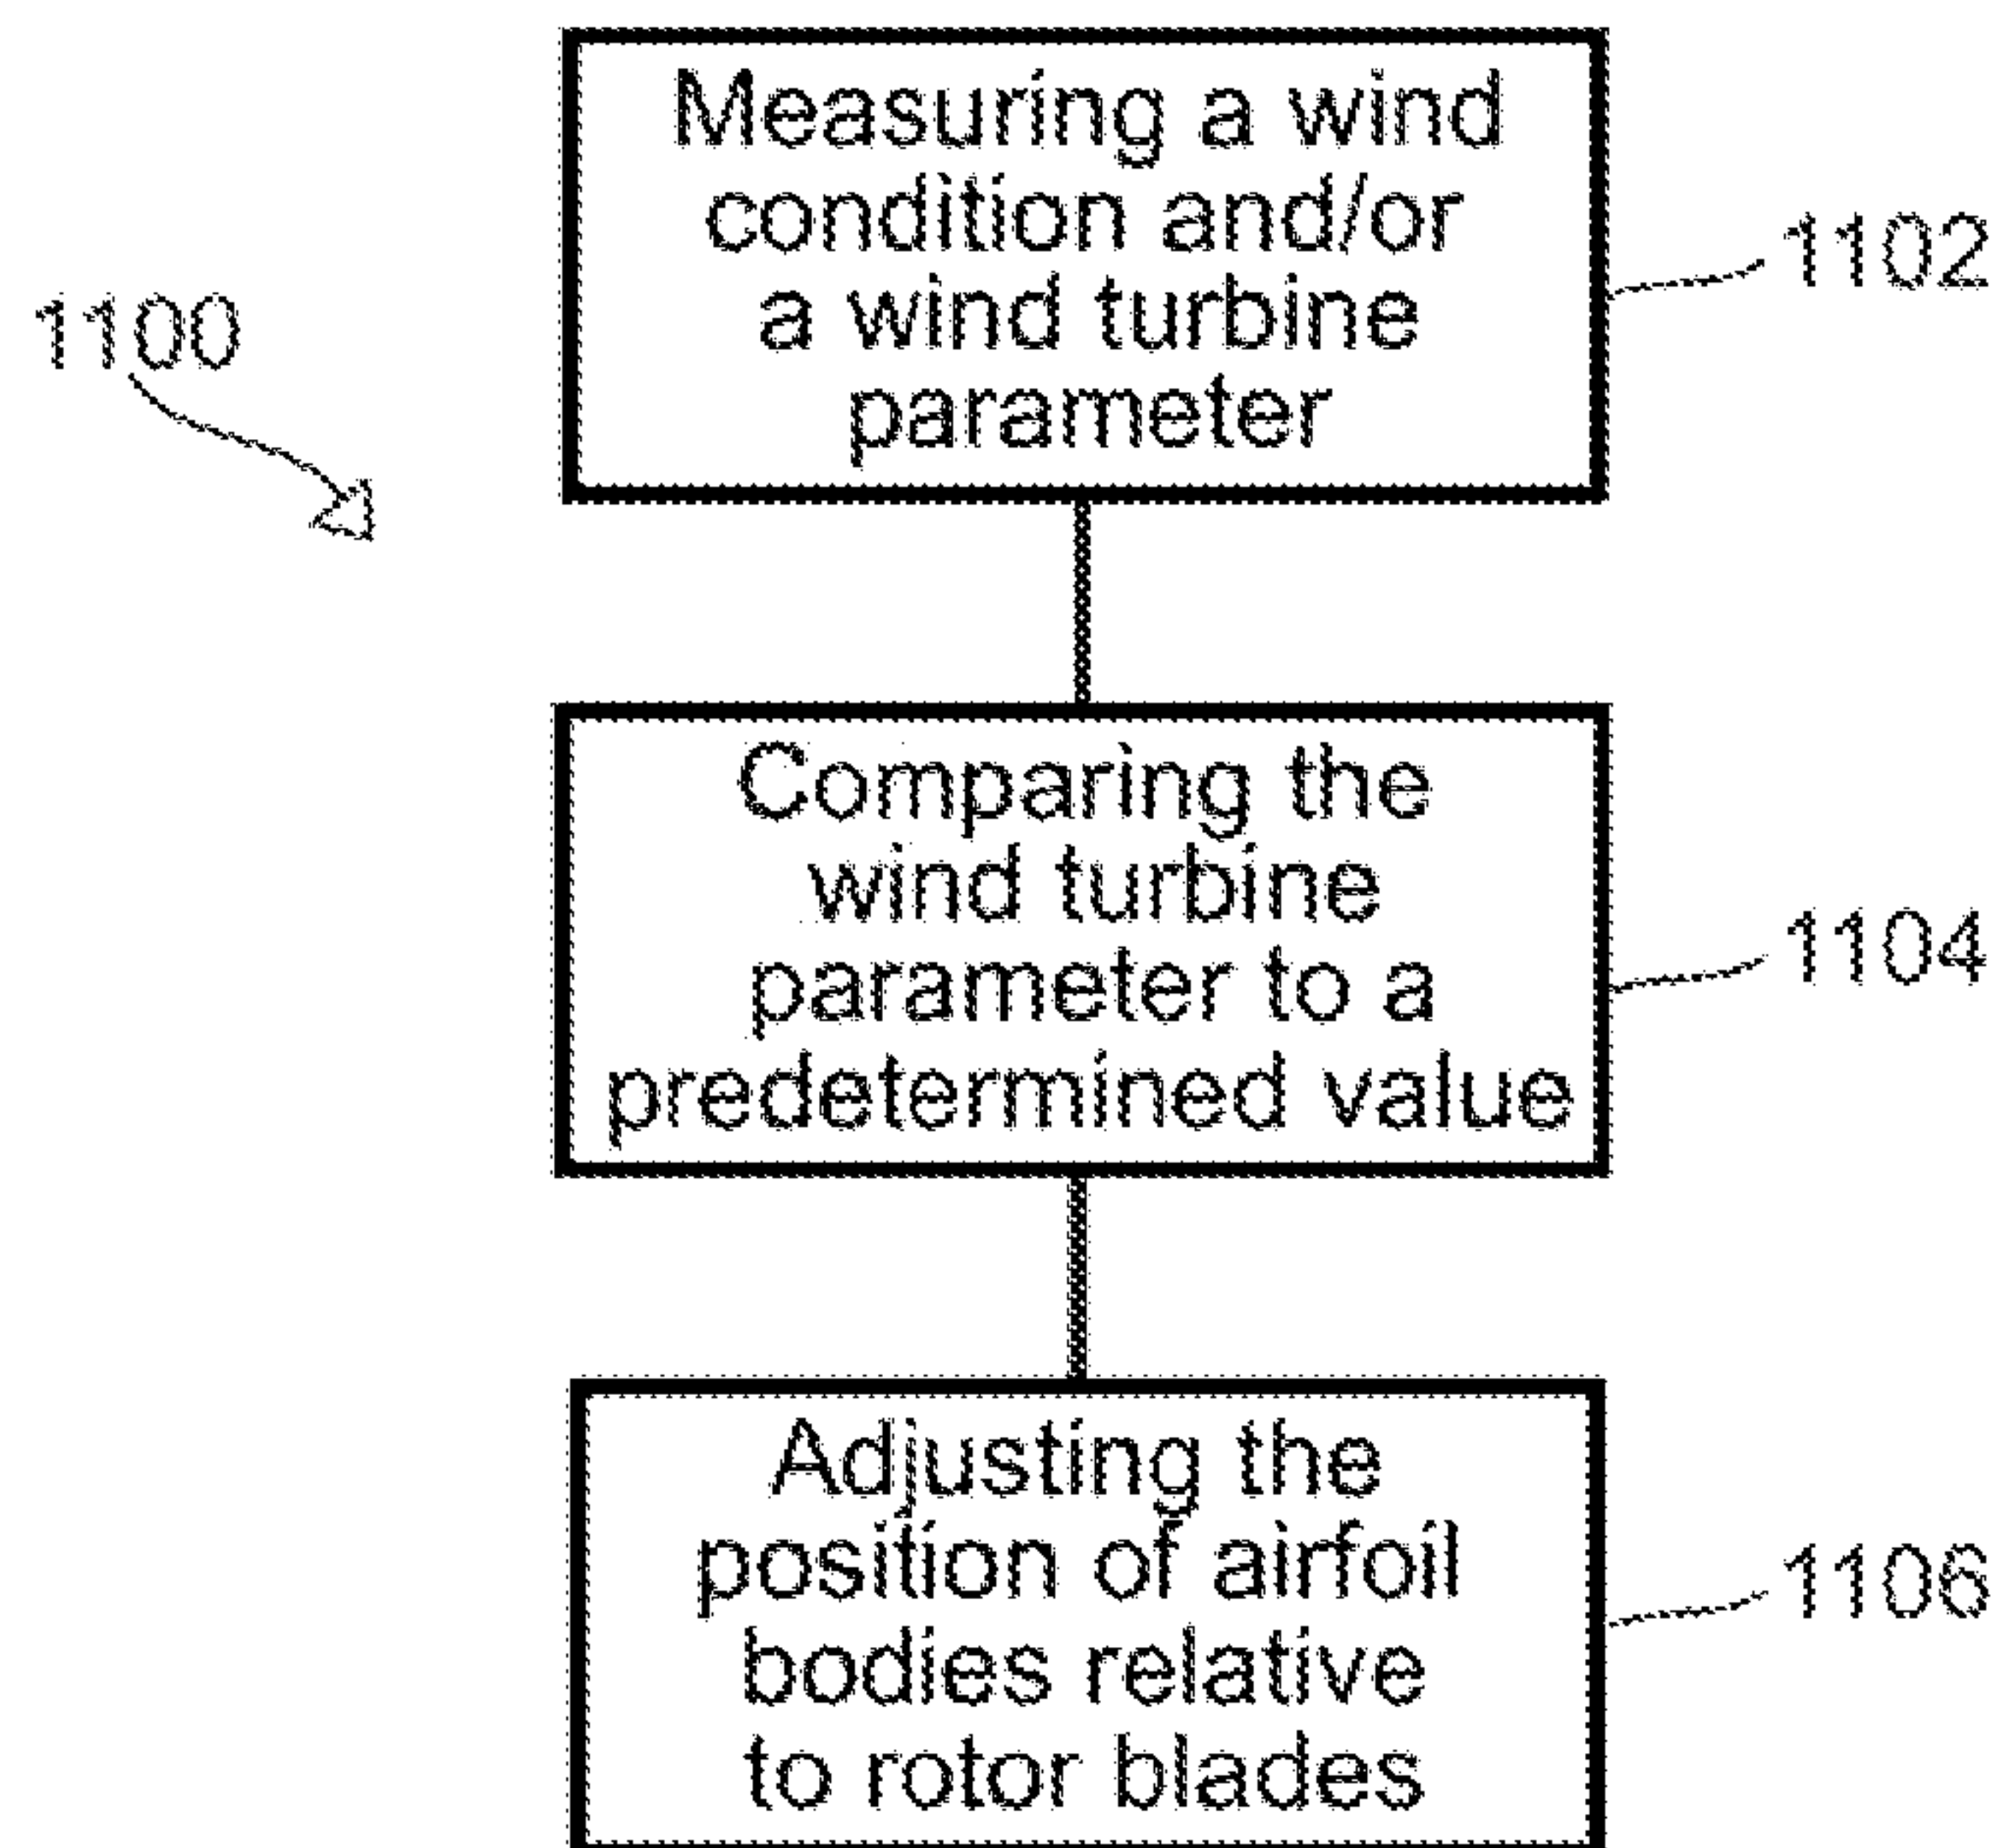 Measuring a wind
condition and/or
a wind turbine
parameter
1102
1100
Comparing the
wind turbine
parameter to a
predetermined value
1104
Adjusting the
position of airfoil
bodies relative
to rotor blades
1106